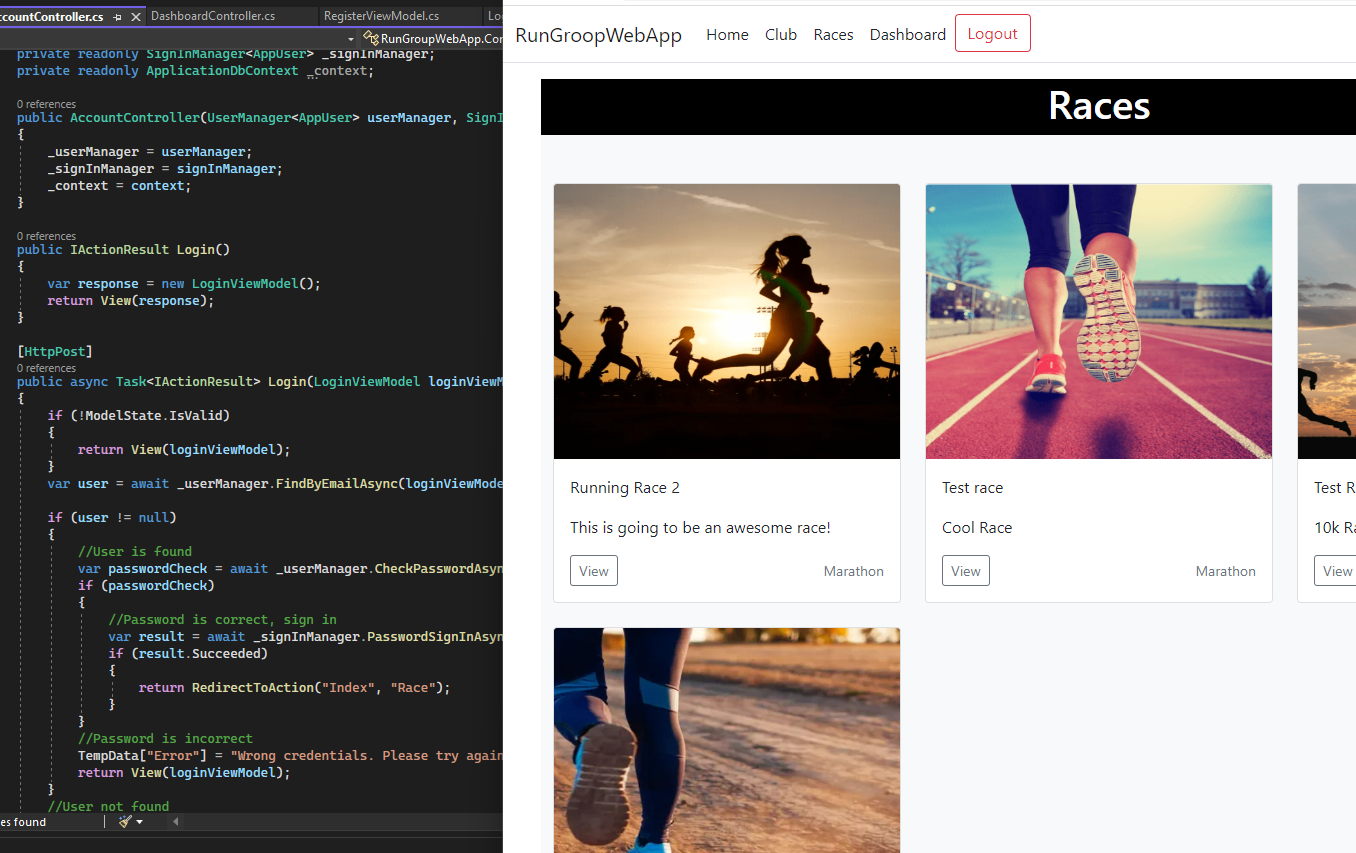 ccountController.cs
DashboardController.cs
RegisterViewModel.cs
RunGroopWebApp.Con
private readonly SignInManager<AppUser> _signInManager;
private readonly ApplicationDbContext _context;
0 references
public AccountController(UserManager<AppUser> userManager, SignI
{
_userManager = userManager;
_signInManager = signInManager;
_context = context;
}
0 references
public IActionResult Login()
{
var response = new LoginViewModel();
return View(response);
}
[HttpPost]
0 references
public async Task<IActionResult> Login(LoginViewModel loginViewM
{
if (!ModelState.IsValid)
{
return View(loginViewModel);
}
var user = await _userManager.FindByEmailAsync(loginViewMode
if (user != null)
{
//User is found
var passwordCheck = await _userManager.CheckPasswordAsyn
if (passwordCheck)
{
//Password is correct, sign in
var result = await _signInManager.PasswordSignInAsyn
if (result.Succeeded)
{
return RedirectToAction("Index", "Race");
}
}
//Password is incorrect
TempData["Error"] = "Wrong credentials. Please try again
return View(loginViewModel);
}
//User not found
es found
RunGroopWebApp Home Club Races Dashboard Logout
Races
Running Race 2
This is going to be an awesome race!
View Marathon
Test race
Cool Race
View Marathon
Test R
10k Ra
View